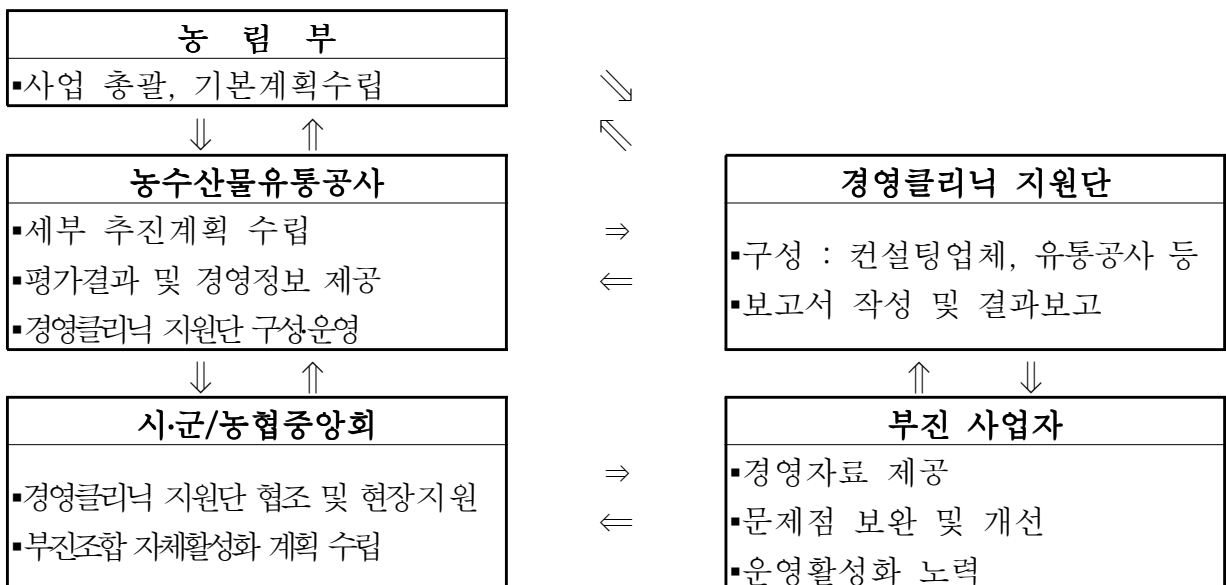 농 림 부
▪사업 총괄, 기본계획수립
⇘
⇓ ⇑
⇖
농수산물유통공사
▪세부 추진계획 수립
▪평가결과 및 경영정보 제공
▪경영클리닉 지원단 구성·운영
⇒
⇐
경영클리닉 지원단
▪구성 : 컨설팅업체, 유통공사 등
▪보고서 작성 및 결과보고
⇓ ⇑
⇑ ⇓
시·군/농협중앙회
▪경영클리닉 지원단 협조 및 현장지원
▪부진조합 자체활성화 계획 수립
⇒
⇐
부진 사업자
▪경영자료 제공
▪문제점 보완 및 개선
▪운영활성화 노력